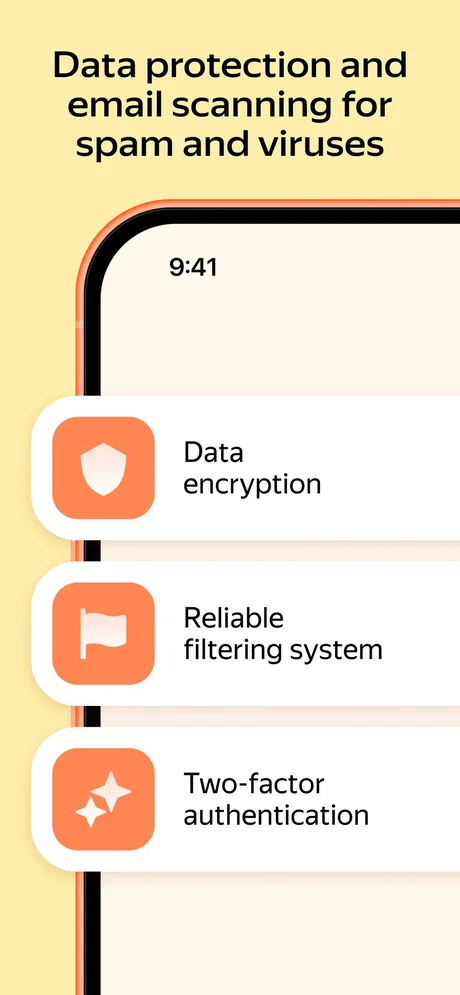 Data protection and
email scanning for
spam and viruses
9:41
Data
encryption
Reliable
filtering system
Two-factor
authentication